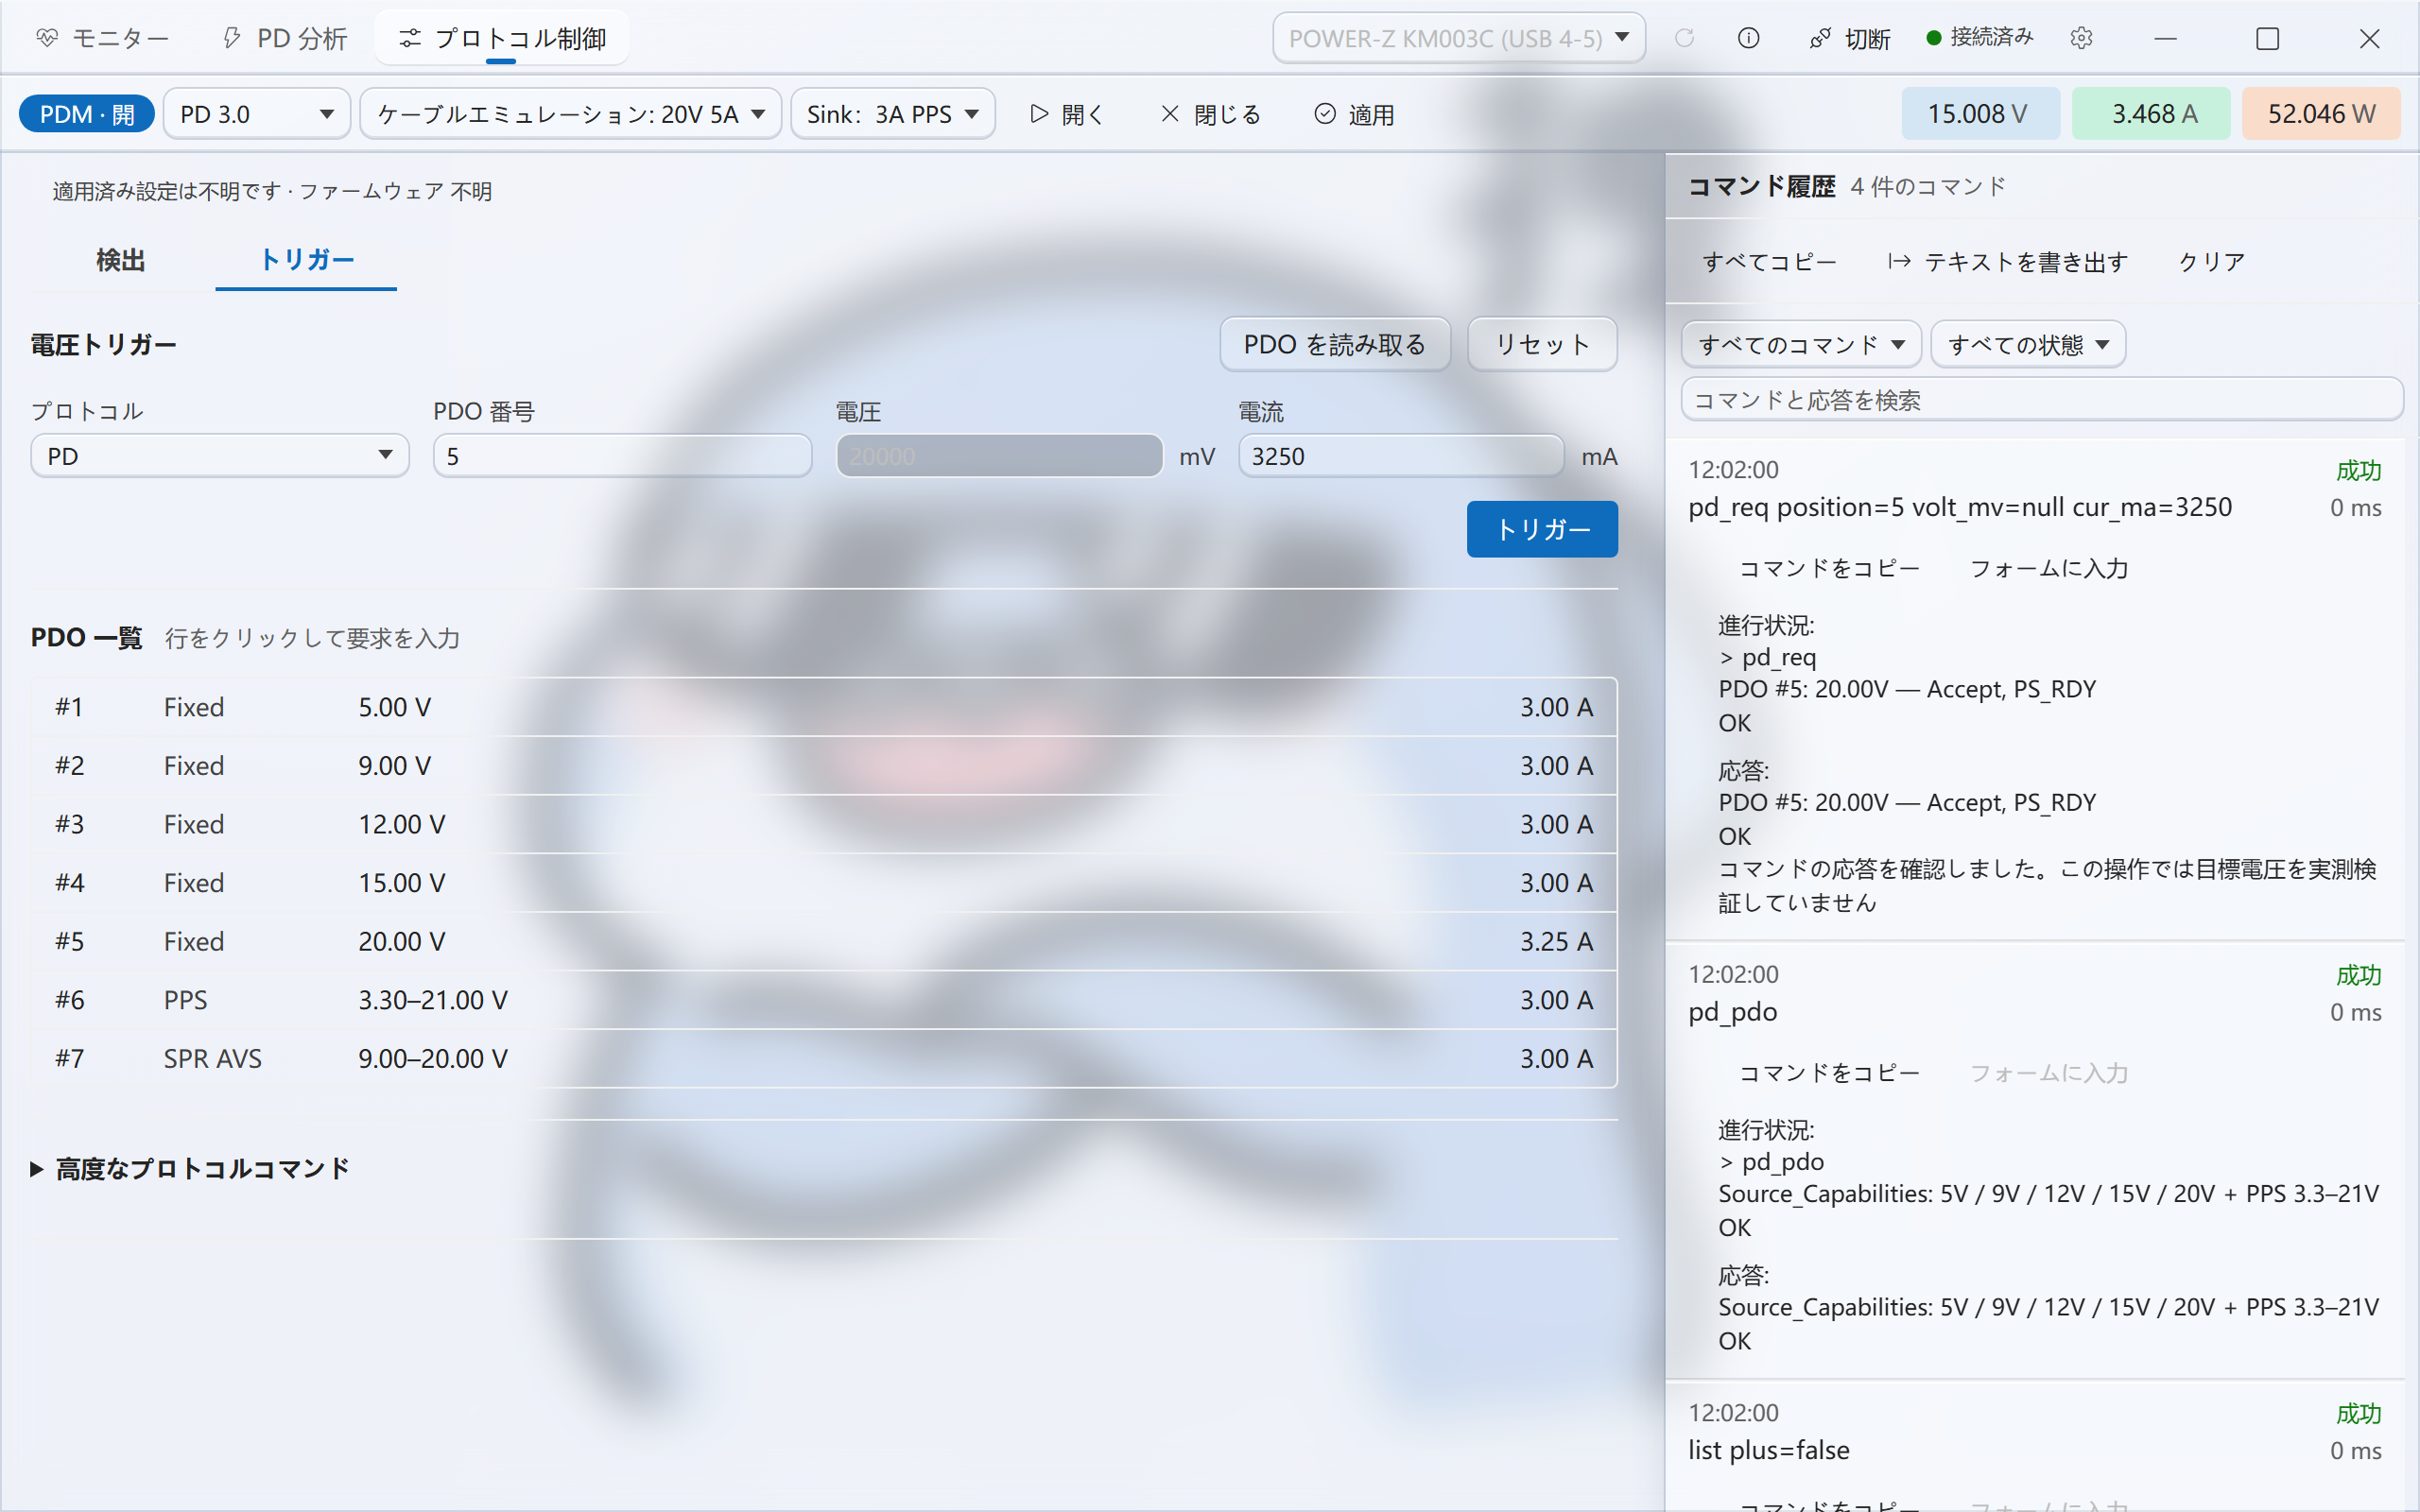 モニター
PD 分析
プロトコル制御
POWER-Z KM003C (USB 4-5)
切断
接続済み
PDM · 開
PD 3.0
ケーブルエミュレーション: 20V 5A
Sink: 3A PPS
開く
閉じる
適用
15.008 V
3.468 A
52.046 W
適用済み設定は不明です · ファームウェア 不明
検出
トリガー
電圧トリガー
PDO を読み取る
リセット
プロトコル
PDO 番号
電圧
電流
PD
5
20000
mV
3250
mA
トリガー
PDO 一覧 行をクリックして要求を入力
#1 Fixed 5.00 V 3.00 A
#2 Fixed 9.00 V 3.00 A
#3 Fixed 12.00 V 3.00 A
#4 Fixed 15.00 V 3.00 A
#5 Fixed 20.00 V 3.25 A
#6 PPS 3.30–21.00 V 3.00 A
#7 SPR AVS 9.00–20.00 V 3.00 A
高度なプロトコルコマンド
コマンド履歴 4 件のコマンド
すべてコピー
テキストを書き出す
クリア
すべてのコマンド
すべての状態
コマンドと応答を検索
12:02:00 成功
pd_req position=5 volt_mv=null cur_ma=3250 0 ms
コマンドをコピー フォームに入力
進行状況:
> pd_req
PDO #5: 20.00V — Accept, PS_RDY
OK
応答:
PDO #5: 20.00V — Accept, PS_RDY
OK
コマンドの応答を確認しました。この操作では目標電圧を実測検
証していません
12:02:00 成功
pd_pdo 0 ms
コマンドをコピー フォームに入力
進行状況:
> pd_pdo
Source_Capabilities: 5V / 9V / 12V / 15V / 20V + PPS 3.3–21V
OK
応答:
Source_Capabilities: 5V / 9V / 12V / 15V / 20V + PPS 3.3–21V
OK
12:02:00 成功
list plus=false 0 ms
コマンドをコピー フォームに入力